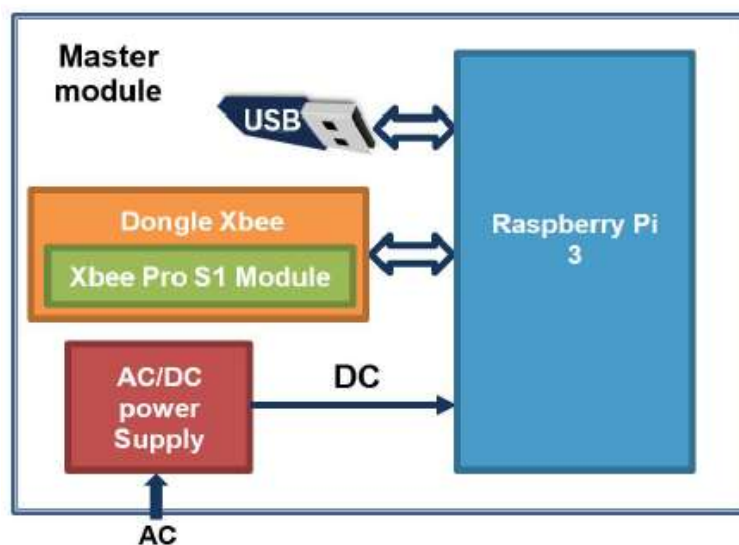 Master
module
USB
Dongle Xbee
Xbee Pro S1 Module
Raspberry Pi
3
AC/DC
power
Supply
DC
AC